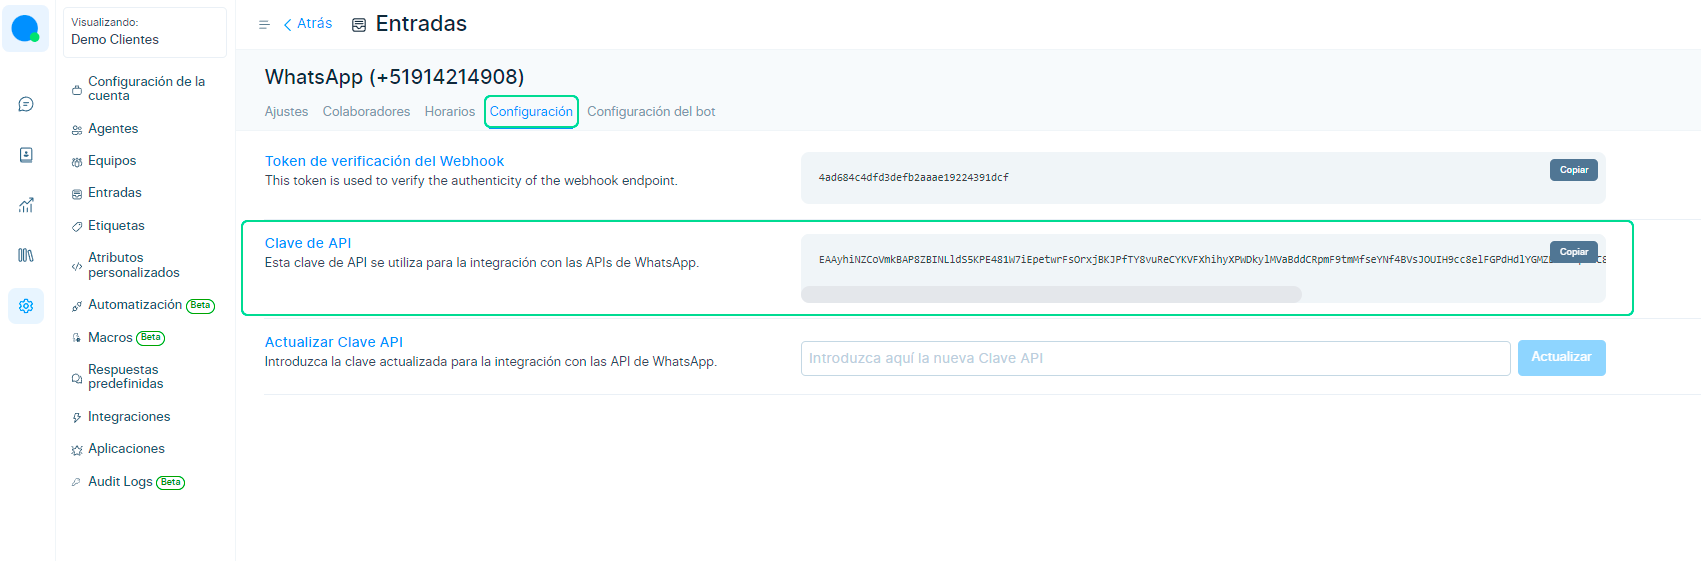 Visualizando:
Demo Clientes
Configuración de la
cuenta
Agentes
Equipos
Entradas
Etiquetas
Atributos
personalizados
Automatización Beta
Macros Beta
Respuestas
predefinidas
Integraciones
Aplicaciones
Audit Logs Beta
Atrás Entradas
WhatsApp (+51914214908)
Ajustes Colaboradores Horarios Configuración Configuración del bot
Token de verificación del Webhook
This token is used to verify the authenticity of the webhook endpoint.
4ad684c4dfd3defb2aaae19224391dcf
Copiar
Clave de API
Esta clave de API se utiliza para la integración con las APIs de WhatsApp.
EAAyhiNZCoVmkBAP8ZBINLldS5KPE481W7iEpetwrFsOrxjBKJPfTY8vuReCYKVFXhihyXPWDkylMVaBddCRpmF9tmMfseYNf4BVsJOUIH9cc8elFGPdHdlYGMZ
Copiar
Actualizar Clave API
Introduzca la clave actualizada para la integración con las API de WhatsApp.
Introduzca aquí la nueva Clave API
Actualizar